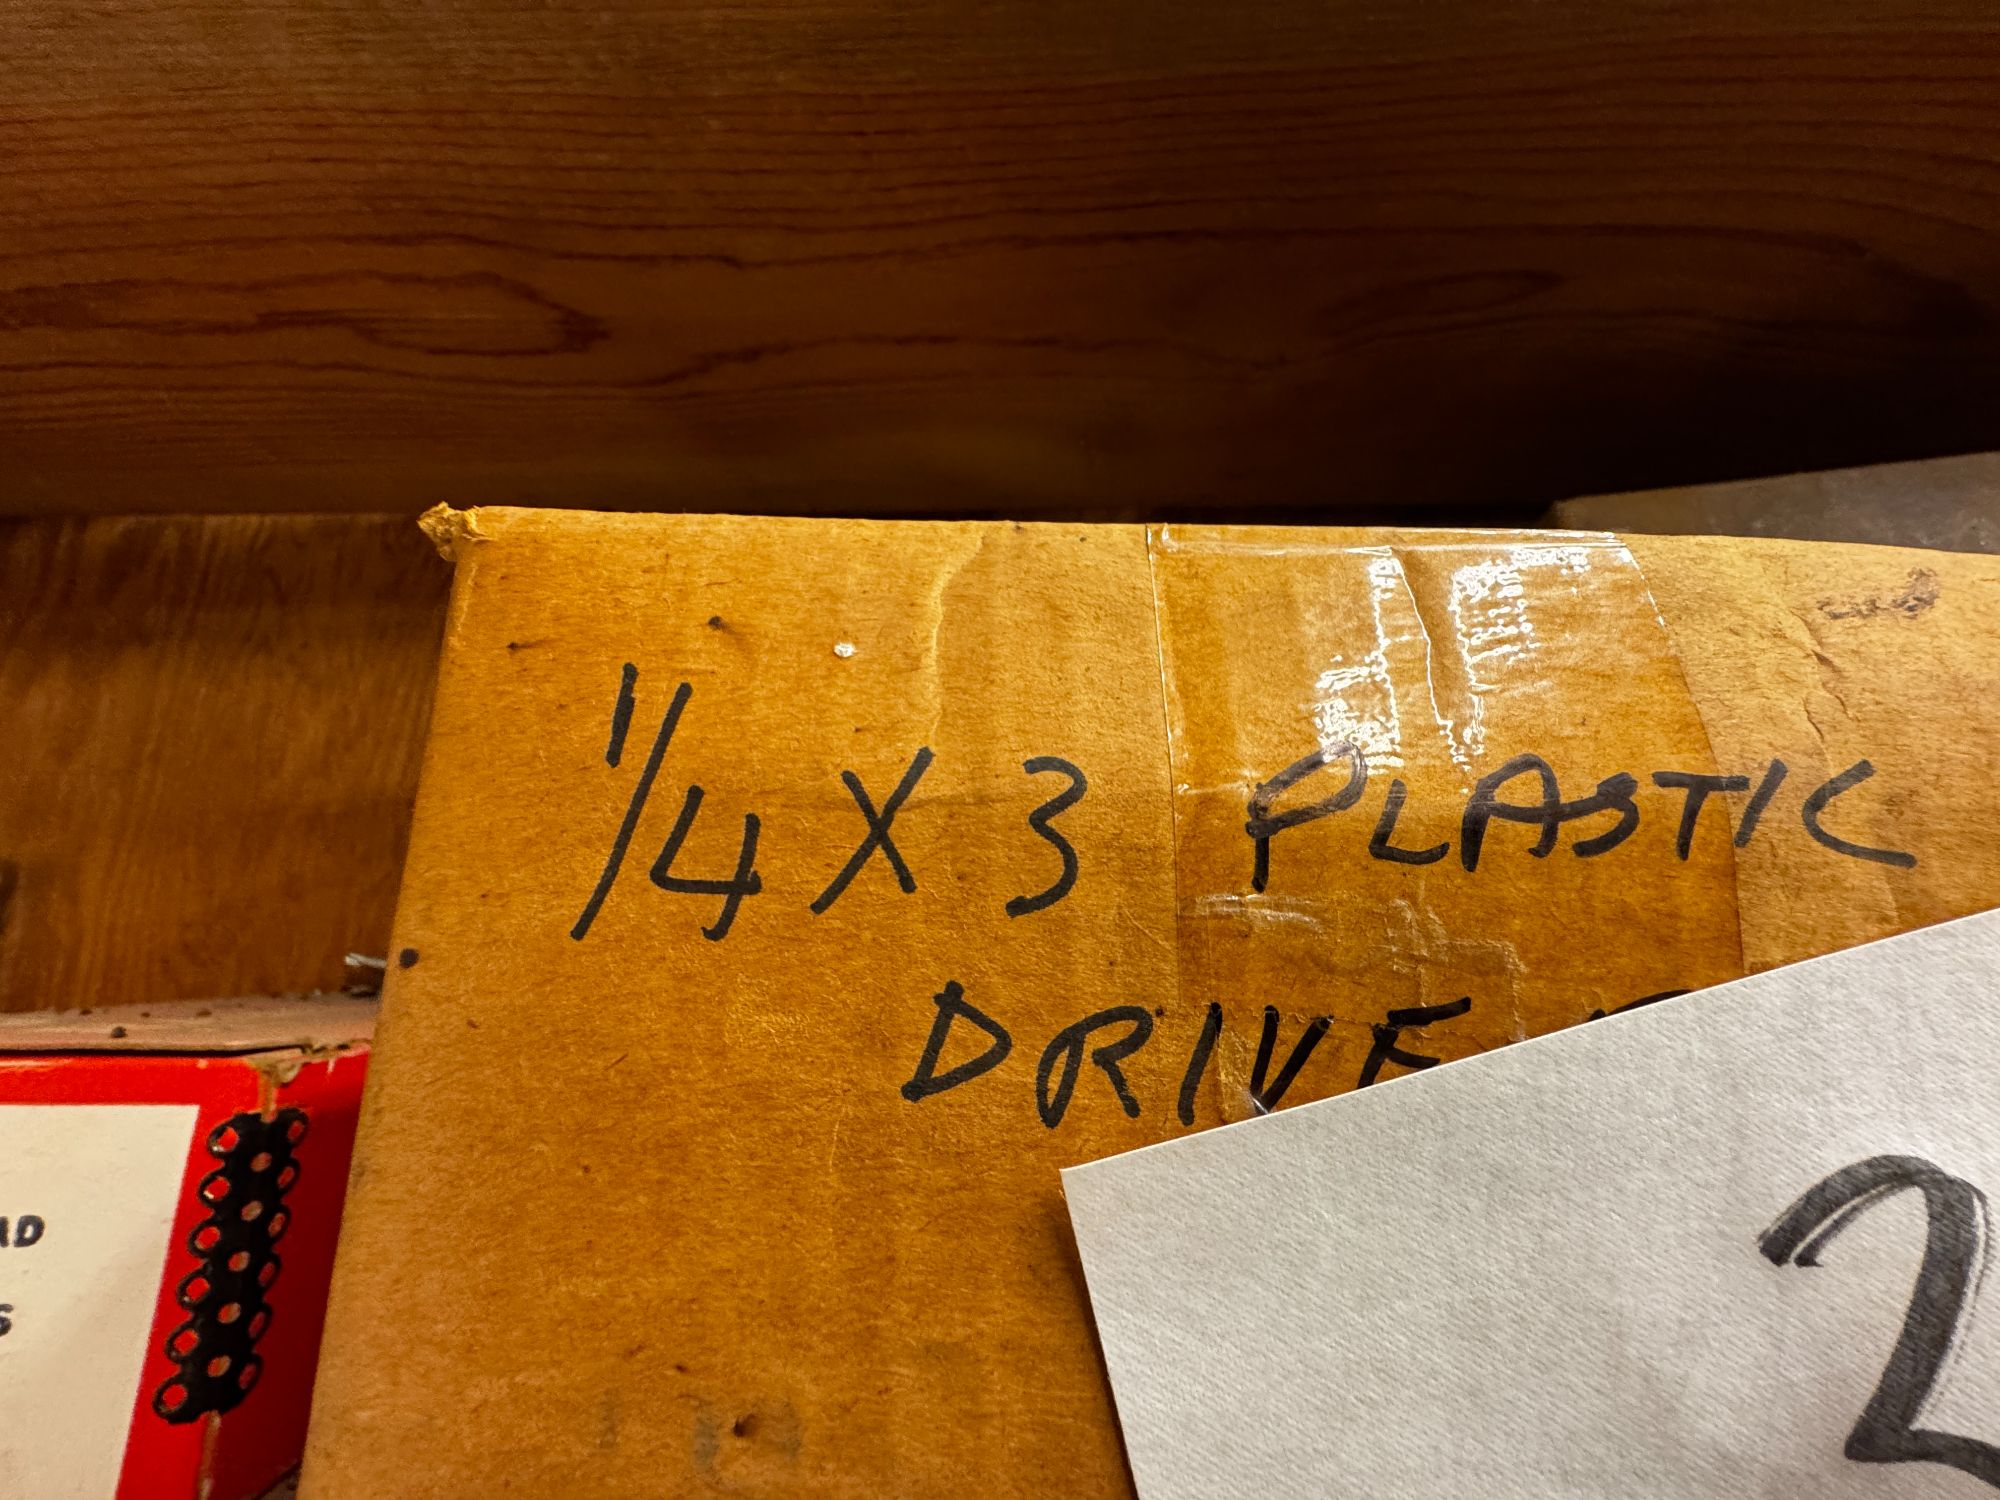 1/4 X 3 PLASTIC
DRIVE
2